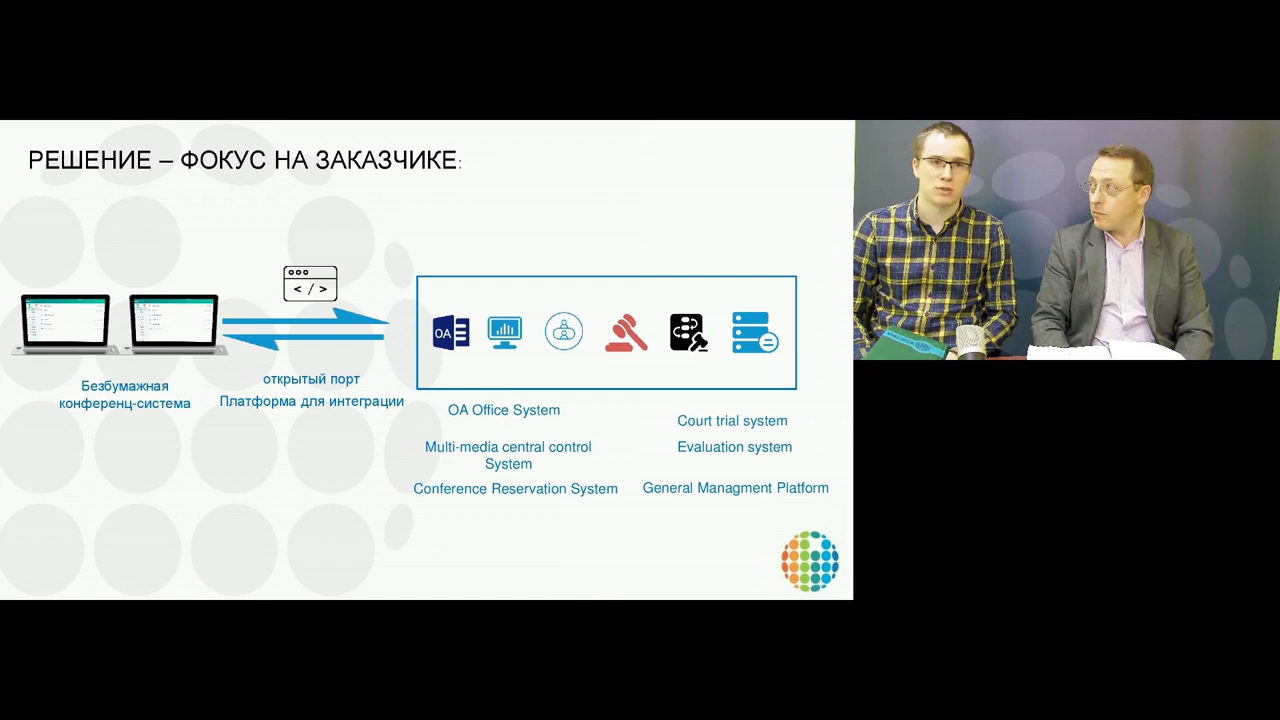 РЕШЕНИЕ – ФОКУС НА ЗАКАЗЧИКЕ:
< / >
OA
Безбумажная
конференц-система
открытый порт
Платформа для интеграции
OA Office System
Multi-media central control
System
Conference Reservation System
Court trial system
Evaluation system
General Managment Platform